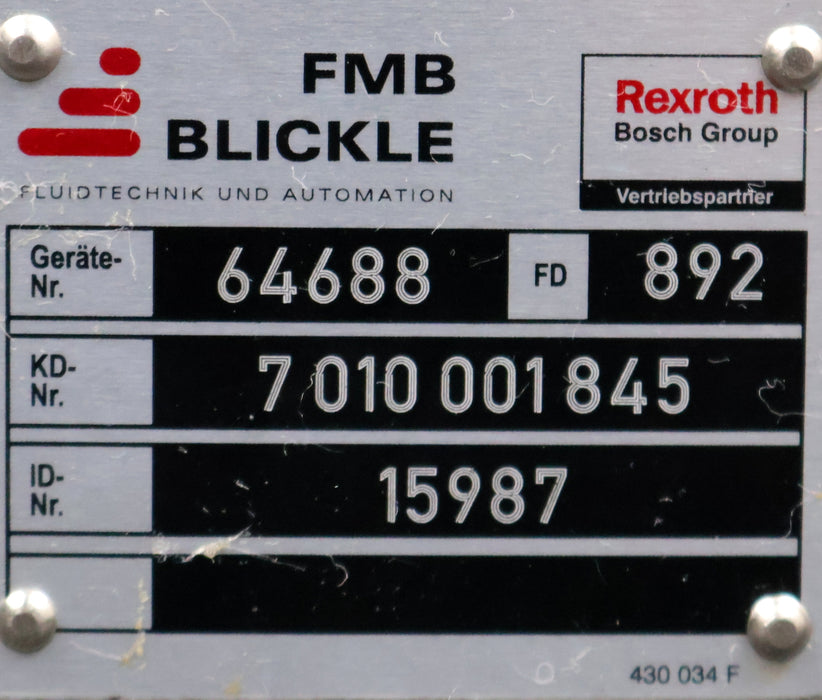 FMB
BLICKLE
FLUIDTECHNIK UND AUTOMATION
Rexroth
Bosch Group
Vertriebspartner
Geräte-
Nr.
64688
FD
892
KD-
Nr.
7 010 001 845
ID-
Nr.
15987
430 034 F